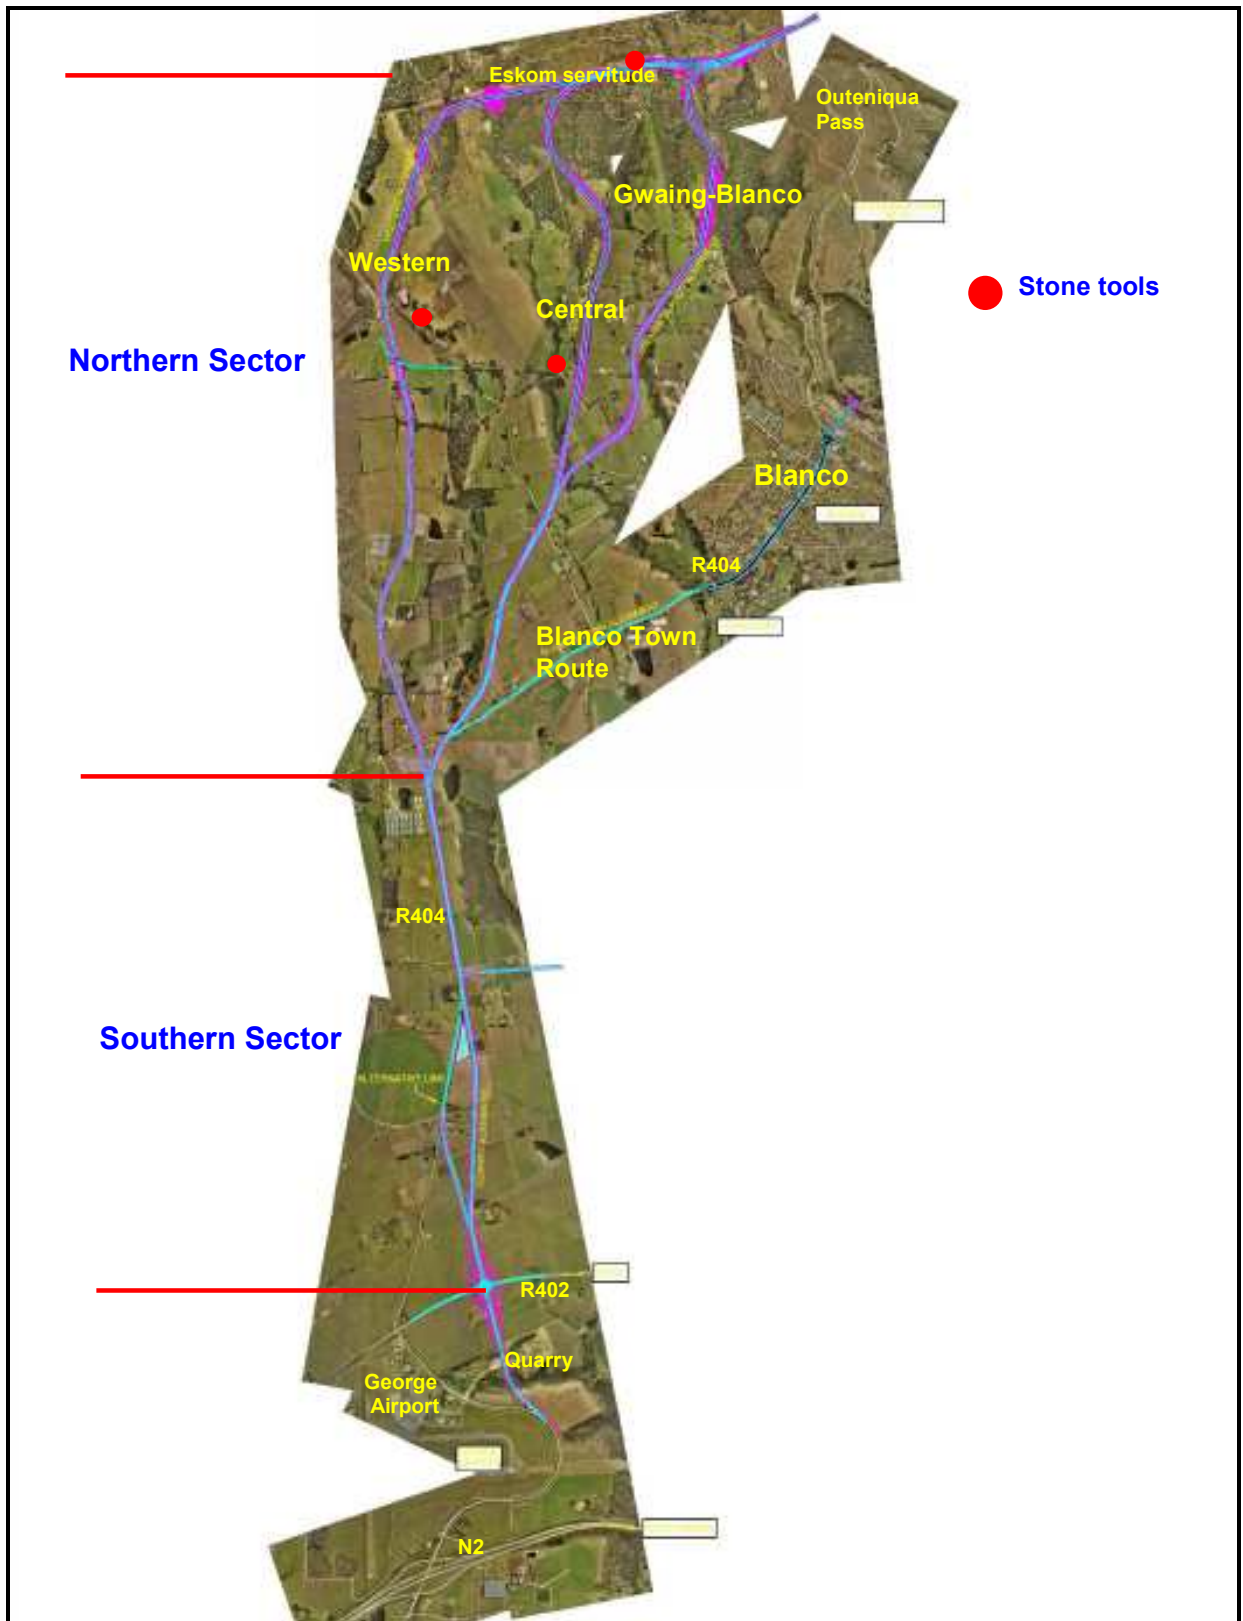 Eskom servitude
Outeniqua
Pass
Gwaing-Blanco
Western
Stone tools
Central
Northern Sector
Blanco
R404
Blanco Town
Route
R404
Southern Sector
R402
Quarry
George
Airport
N2